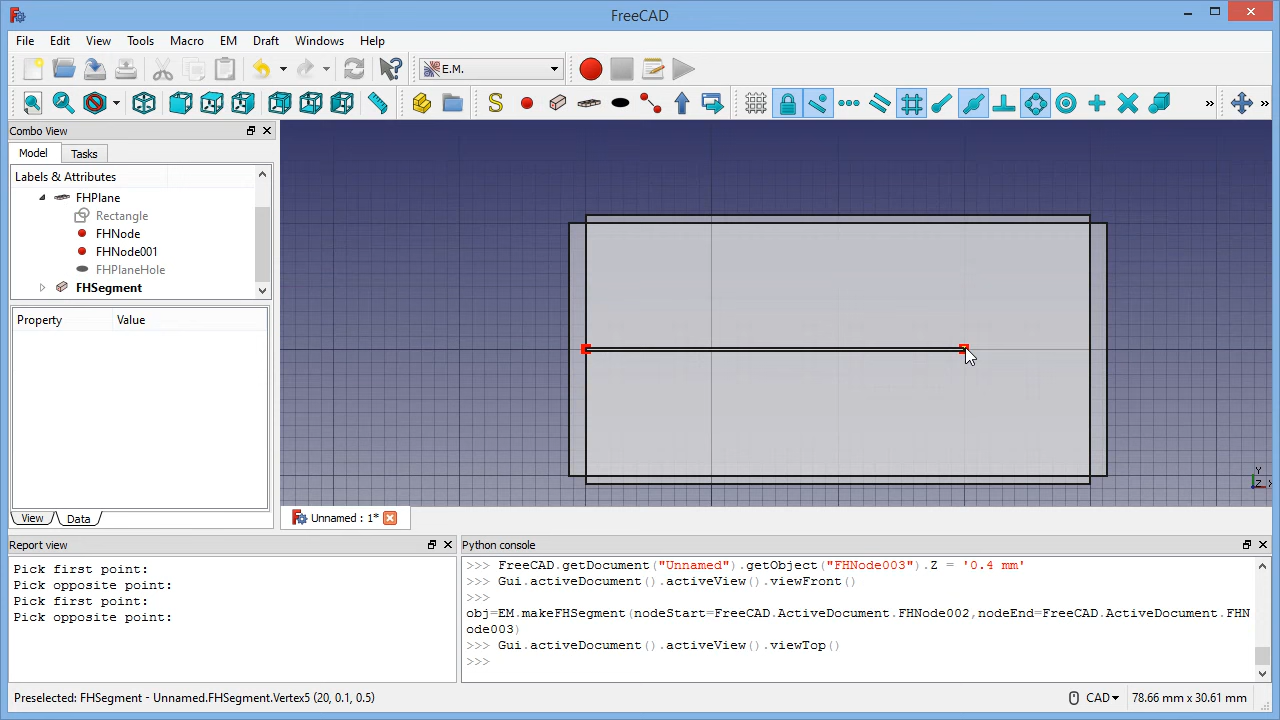 FreeCAD
File Edit View Tools Macro EM Draft Windows Help
E.M.
S
»
»
Combo View
Model Tasks
Labels & Attributes
FHPlane
Rectangle
FHNode
FHNode001
FHPlaneHole
FHSegment
Property Value
View Data
Y
Z
Unnamed : 1*
Report view
Pick first point:
Pick opposite point:
Pick first point:
Pick opposite point:
Python console
>>> FreeCAD.getDocument("Unnamed").getObject("FHNode003").Z = '0.4 mm'
>>> Gui.activeDocument().activeView().viewFront()
>>>
obj=EM.makeFHSegment(nodeStart=FreeCAD.ActiveDocument.FHNode002,nodeEnd=FreeCAD.ActiveDocument.FHN
ode003)
>>> Gui.activeDocument().activeView().viewTop()
>>>
Preselected: FHSegment - Unnamed.FHSegment.Vertex5 (20, 0.1, 0.5)
CAD
78.66 mm x 30.61 mm